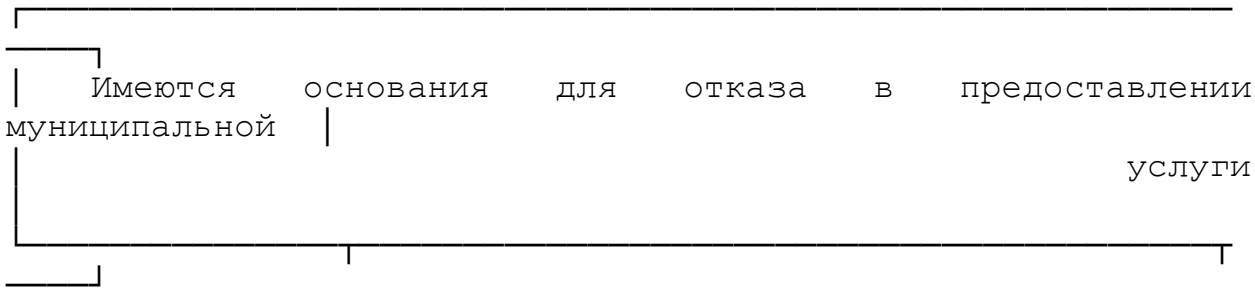 Имеются основания для отказа в предоставлении
муниципальной
услуги